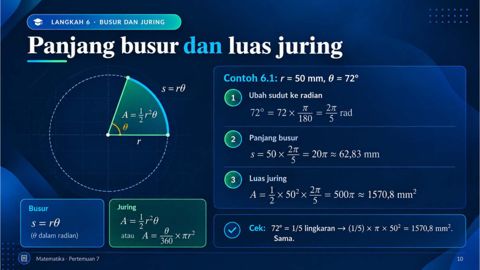 LANGKAH 6 · BUSUR DAN JURING
Panjang busur dan luas juring
s = rθ
A = 1/2 r²θ
θ
r
Busur
s = rθ
(θ dalam radian)
Juring
A = 1/2 r²θ
atau A = θ/360 × πr²
Contoh 6.1: r = 50 mm, θ = 72°
1 Ubah sudut ke radian
72° = 72 × π/180 = 2π/5 rad
2 Panjang busur
s = 50 × 2π/5 = 20π ≈ 62,83 mm
3 Luas juring
A = 1/2 × 50² × 2π/5 = 500π ≈ 1570,8 mm²
Cek: 72° = 1/5 lingkaran → (1/5) × π × 50² = 1570,8 mm².
Sama.
Matematika · Pertemuan 7
10